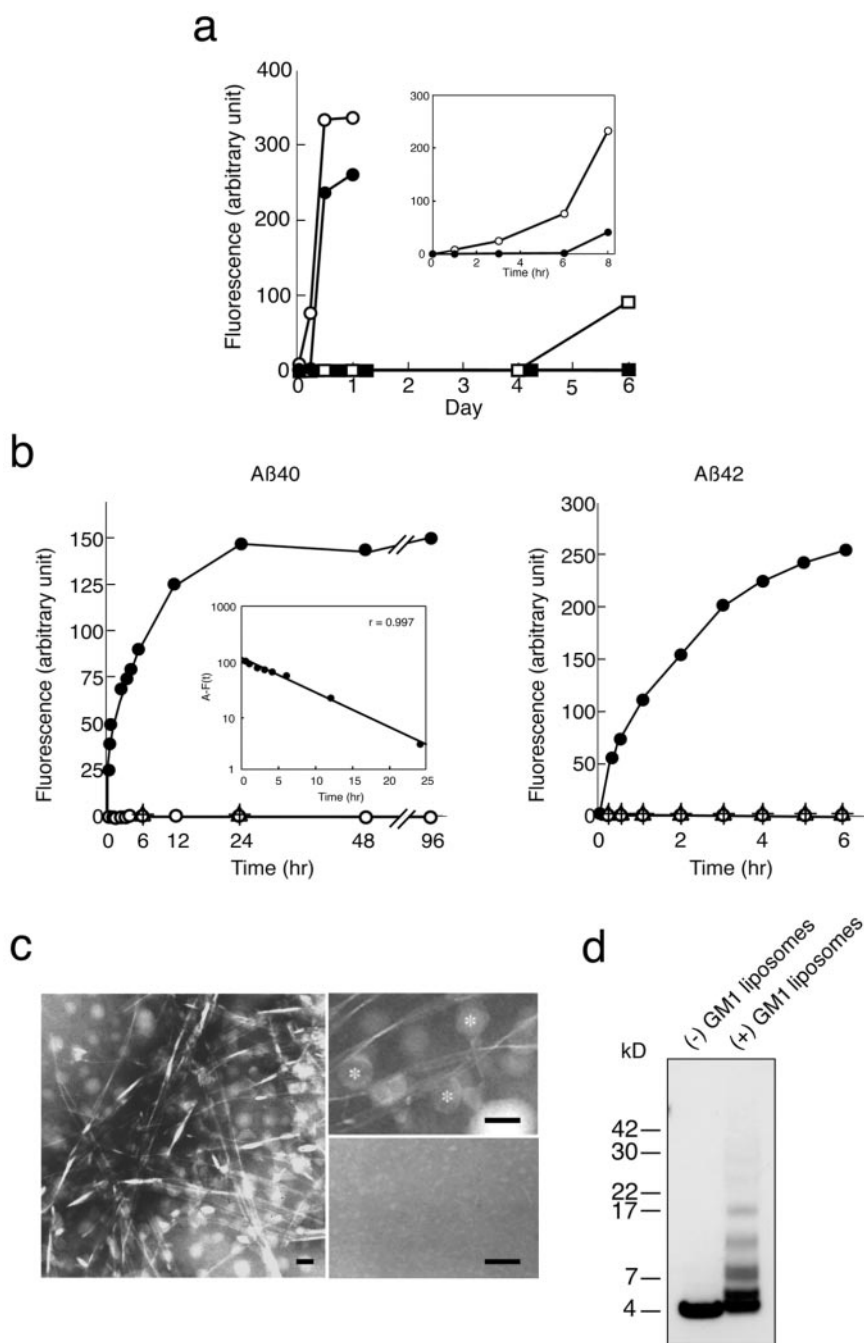 a
Fluorescence (arbitrary unit)
400
300
200
100
0
0 1 2 3 4 5 6
Day
300
200
100
0
0 2 4 6 8
Time (hr)
b
Aß40
Fluorescence (arbitrary unit)
150
125
100
75
50
25
0
0 6 12 24 48 96
Time (hr)
1000
100
10
1
A-F(t)
r = 0.997
0 5 10 15 20 25
Time (hr)
Aß42
Fluorescence (arbitrary unit)
300
250
200
150
100
50
0
0 2 4 6
Time (hr)
c
* * *
d
(-) GM1 liposomes
(+) GM1 liposomes
kD
42
30
22
17
7
4